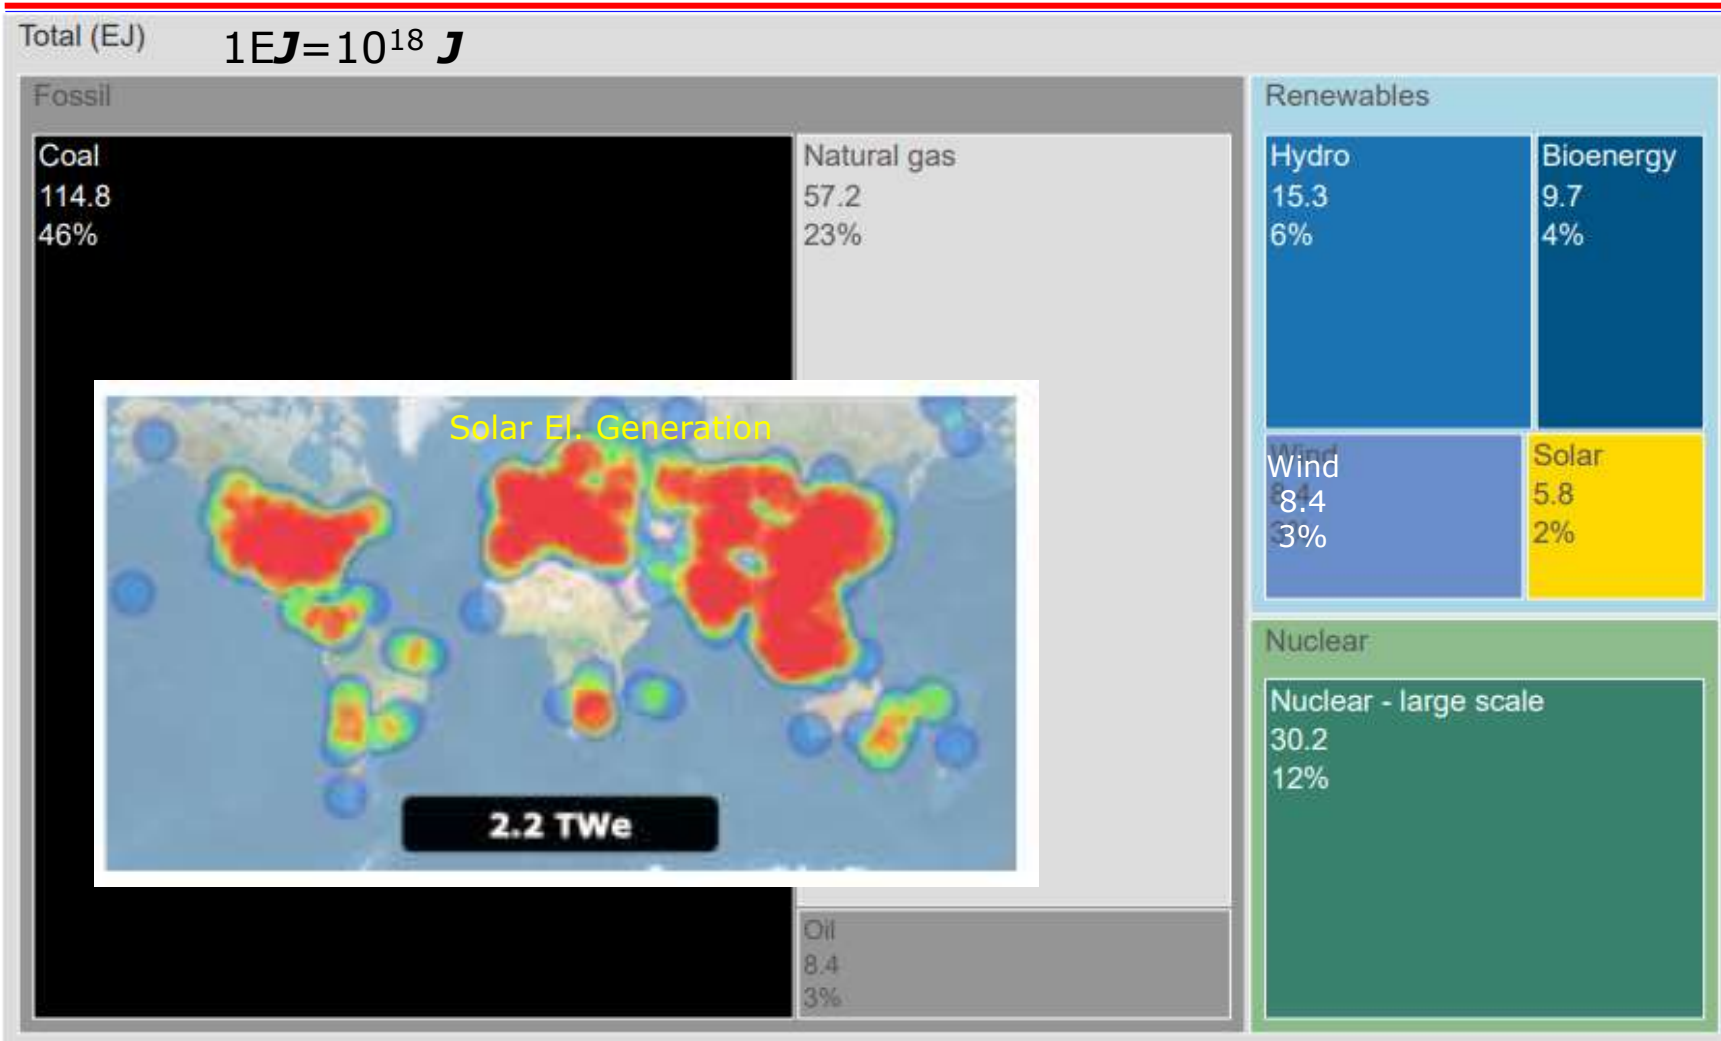 Total (EJ)
1EJ=10¹⁸ J
Fossil
Coal
114.8
46%
Natural gas
57.2
23%
Oil
8.4
3%
Solar El. Generation
2.2 TWe
Renewables
Hydro
15.3
6%
Bioenergy
9.7
4%
Wind
8.4
3%
Solar
5.8
2%
Nuclear
Nuclear - large scale
30.2
12%